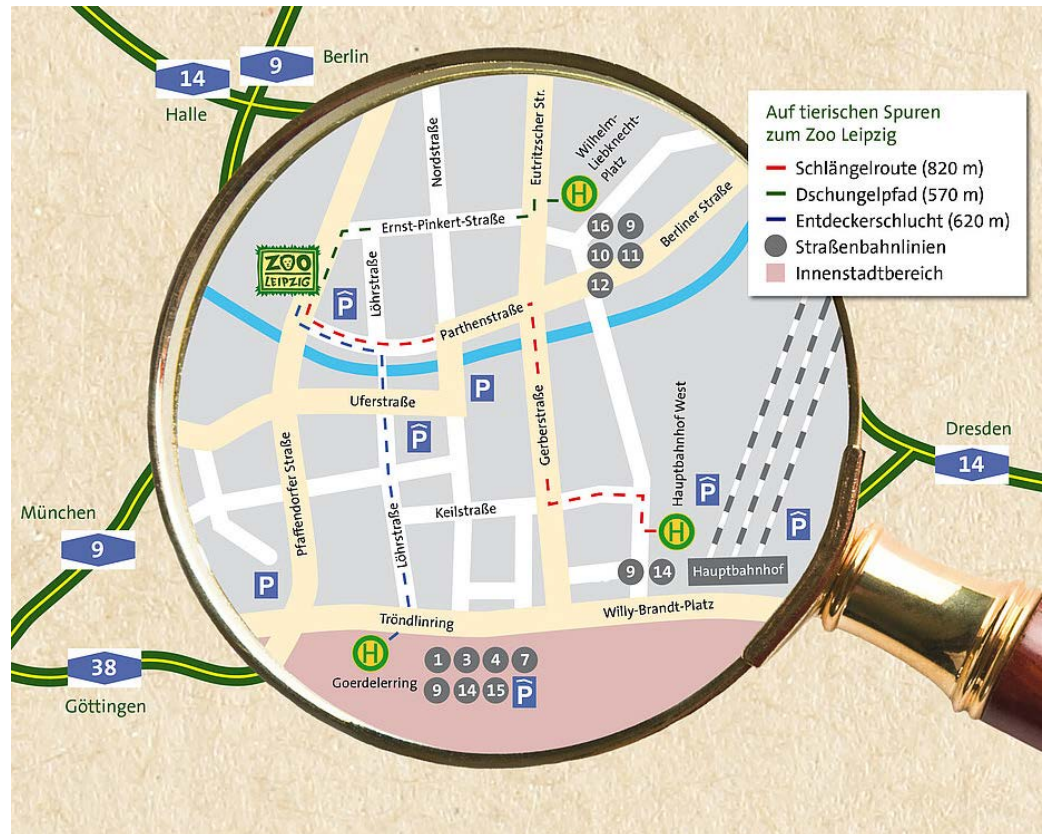 14
Halle
9
Berlin
Auf tierischen Spuren
zum Zoo Leipzig
Schlängelroute (820 m)
Dschungelpfad (570 m)
Entdeckerschlucht (620 m)
Straßenbahnlinien
Innenstadtbereich
Nordstraße
Eutritzscher Str.
Wilhelm-
Liebknecht-
Platz
H
16
9
10
11
12
Berliner Straße
Ernst-Pinkert-Straße
ZOO
LEIPZIG
P
Löhrstraße
Parthenstraße
Uferstraße
P
P
Gerberstraße
Pfaffendorfer Straße
Löhrstraße
Keilstraße
Hauptbahnhof West
H
P
P
9
14
Hauptbahnhof
P
Tröndlinring
Willy-Brandt-Platz
H
Goerdelerring
1
3
4
7
9
14
15
P
Dresden
14
München
9
38
Göttingen